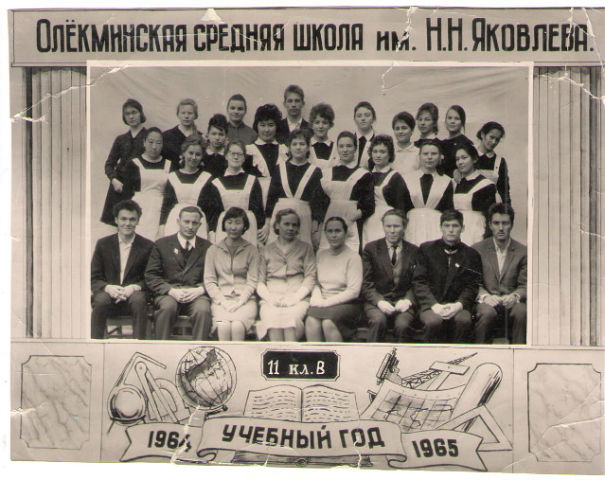 ОЛЁКМИНСКАЯ СРЕДНЯЯ ШКОЛА ИМ. Н.Н. ЯКОВЛЕВА.
11 КЛ. В
1964 УЧЕБНЫЙ ГОД 1965